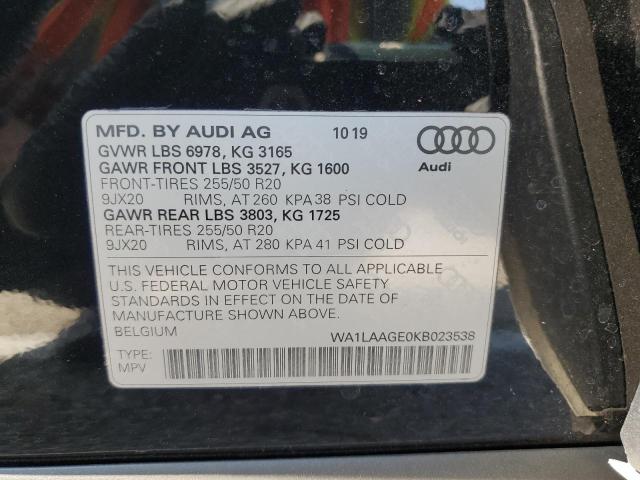 MFD. BY AUDI AG 10 19
GVWR LBS 6978, KG 3165
GAWR FRONT LBS 3527, KG 1600
FRONT-TIRES 255/50 R20
9JX20 RIMS, AT 260 KPA 38 PSI COLD
GAWR REAR LBS 3803, KG 1725
REAR-TIRES 255/50 R20
9JX20 RIMS, AT 280 KPA 41 PSI COLD
Audi
THIS VEHICLE CONFORMS TO ALL APPLICABLE
U.S. FEDERAL MOTOR VEHICLE SAFETY
STANDARDS IN EFFECT ON THE DATE OF
MANUFACTURE SHOWN ABOVE.
BELGIUM WA1LAAGE0KB023538
TYPE:
MPV